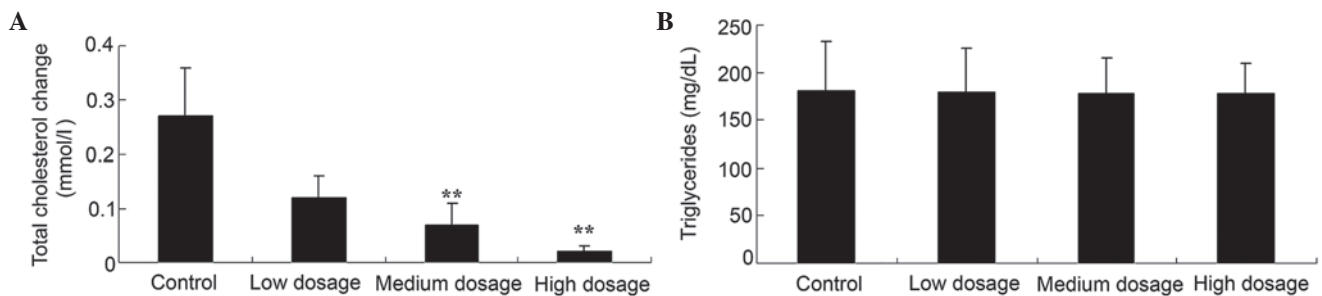 A
Total cholesterol change
(mmol/l)
0.4
0.3
0.2
0.1
0
**
**
Control
Low dosage
Medium dosage
High dosage
B
Triglycerides (mg/dL)
250
200
150
100
50
0
Control
Low dosage
Medium dosage
High dosage